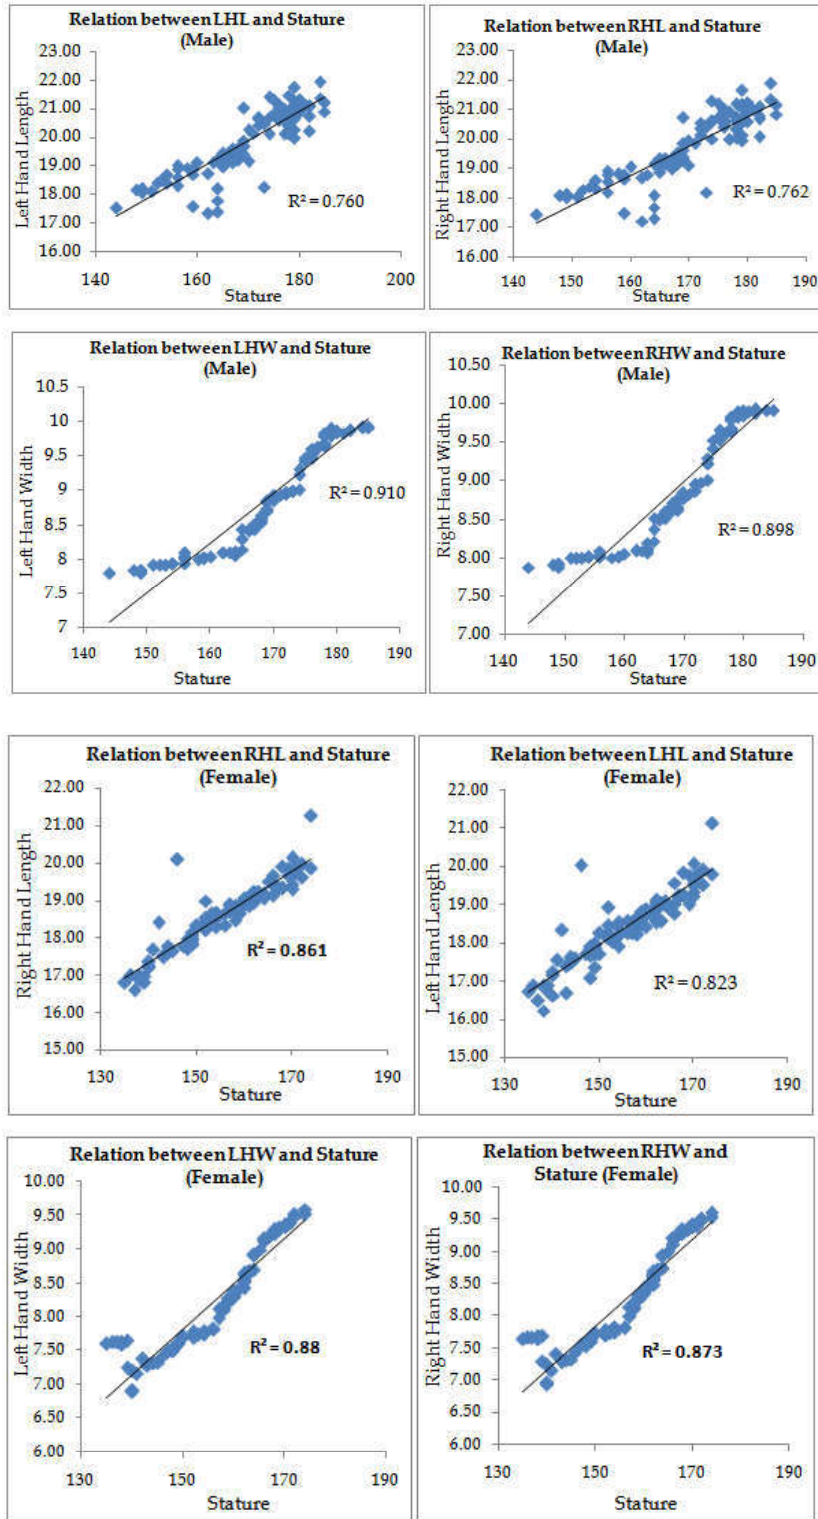 Relation between LHL and Stature
(Male)
Left Hand Length
23.00
22.00
21.00
20.00
19.00
18.00
17.00
16.00
R² = 0.760
140 160 180 200
Stature
Relation between RHL and Stature
(Male)
Right Hand Length
23.00
22.00
21.00
20.00
19.00
18.00
17.00
16.00
R² = 0.762
140 150 160 170 180 190
Stature
Relation between LHW and Stature
(Male)
Left Hand Width
10.5
10
9.5
9
8.5
8
7.5
7
R² = 0.910
140 150 160 170 180 190
Stature
Relation between RHW and Stature
(Male)
Right Hand Width
10.50
10.00
9.00
8.00
7.00
R² = 0.898
140 150 160 170 180 190
Stature
Relation between RHL and Stature
(Female)
Right Hand Length
22.00
21.00
20.00
19.00
18.00
17.00
16.00
15.00
R² = 0.861
130 150 170 190
Stature
Relation between LHL and Stature
(Female)
Left Hand Length
22.00
21.00
20.00
19.00
18.00
17.00
16.00
15.00
R² = 0.823
130 150 170 190
Stature
Relation between LHW and Stature
(Female)
Left Hand Width
10.00
9.50
9.00
8.50
8.00
7.50
7.00
6.50
6.00
R² = 0.88
130 150 170 190
Stature
Relation between RHW and
Stature (Female)
Right Hand Width
10.00
9.50
9.00
8.50
8.00
7.50
7.00
6.50
6.00
R² = 0.873
130 150 170 190
Stature